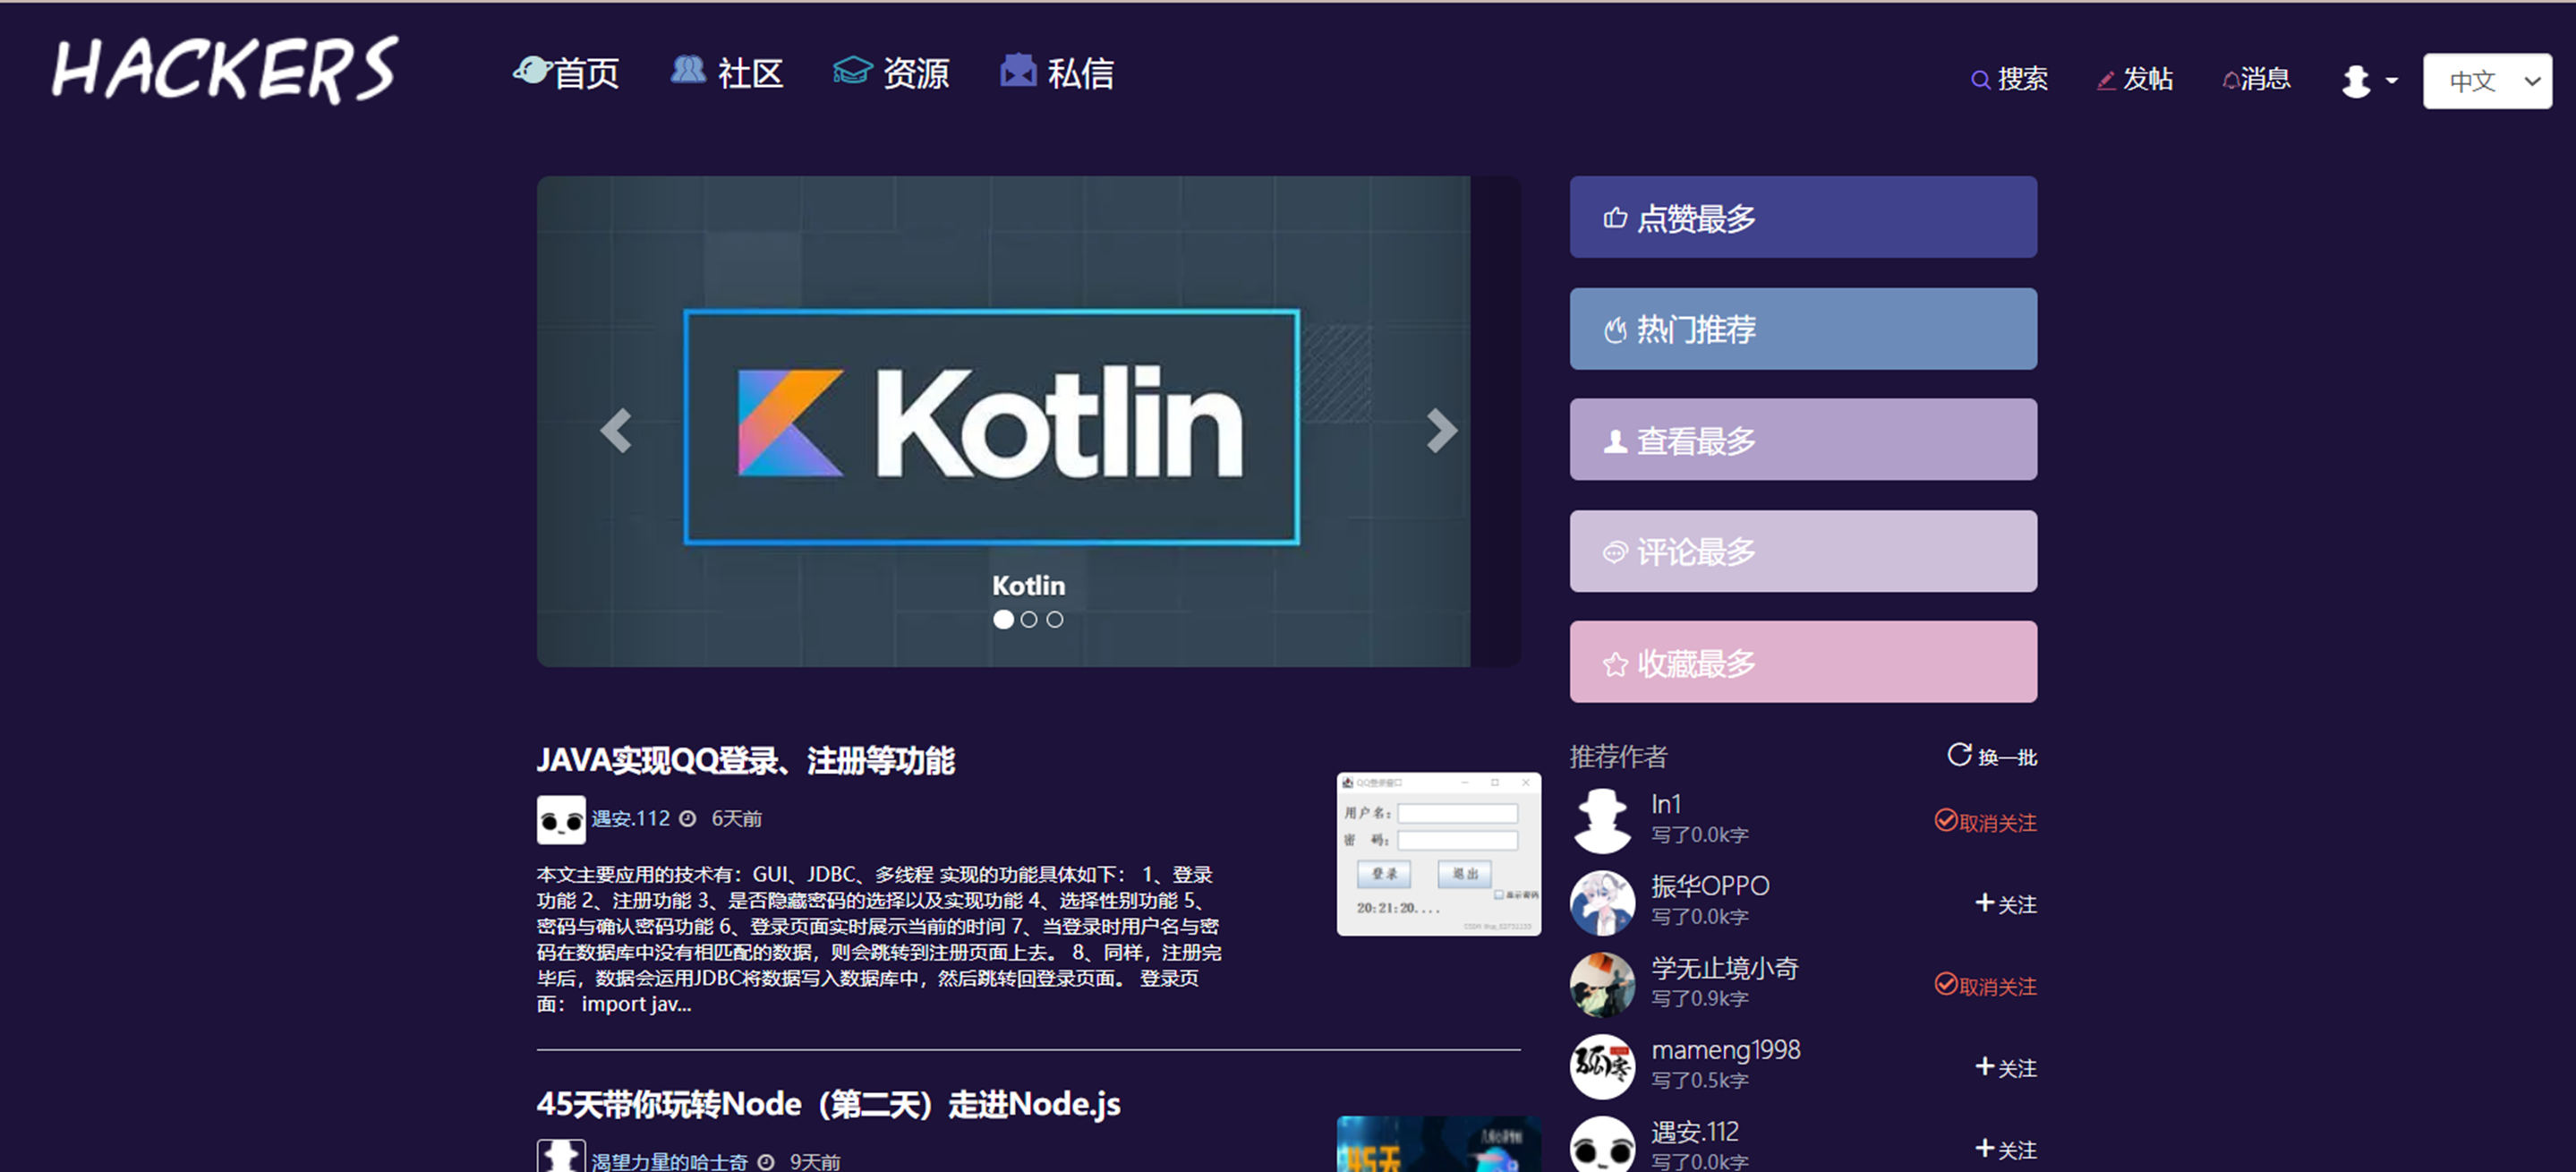 HACKERS
首页 社区 资源 私信
搜索 发帖 消息 中文
Kotlin
Kotlin
点赞最多
热门推荐
查看最多
评论最多
收藏最多
JAVA实现QQ登录、注册等功能
遇安.112 6天前
本文主要应用的技术有：GUI、JDBC、多线程 实现的功能具体如下： 1、登录
功能 2、注册功能 3、是否隐藏密码的选择以及实现功能 4、选择性别功能 5、
密码与确认密码功能 6、登录页面实时展示当前的时间 7、当登录时用户名与密
码在数据库中没有相匹配的数据，则会跳转到注册页面上去。 8、同样，注册完
毕后，数据会运用JDBC将数据写入数据库中，然后跳转回登录页面。 登录页
面： import jav...
QQ登录窗口
用户名：
密 码：
登录 退出
显示密码
20:21:20....
45天带你玩转Node（第二天）走进Node.js
渴望力量的哈士奇 9天前
45天
推荐作者 换一批
ln1
写了0.0k字
取消关注
振华OPPO
写了0.0k字
+关注
学无止境小奇
写了0.9k字
取消关注
mameng1998
写了0.5k字
+关注
遇安.112
写了0.0k字
+关注